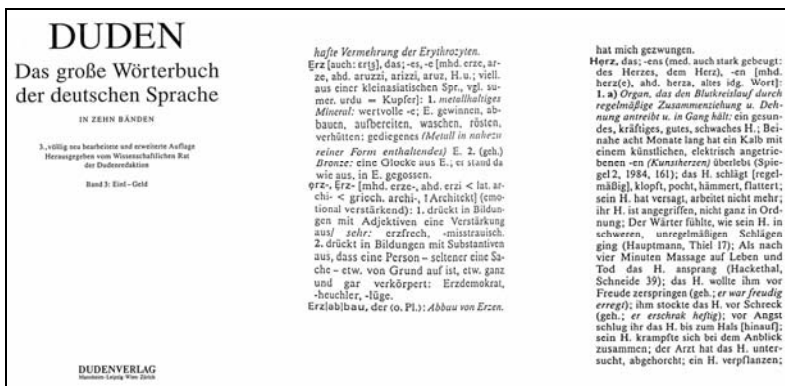 DUDEN
Das große Wörterbuch
der deutschen Sprache
IN ZEHN BÄNDEN
3., völlig neu bearbeitete und erweiterte Auflage
Herausgegeben vom Wissenschaftlichen Rat
der Dudenredaktion
Band 3: Einl–Geld
DUDENVERLAG
Mannheim · Leipzig · Wien · Zürich
hafte Vermehrung der Erythrozyten.
Erz [auch: ɛrts], das; -es, -e [mhd. erze, ar-
ze, ahd. aruzzi, arizzi, aruz, H. u.; viell.
aus einer kleinasiatischen Spr., vgl. su-
mer. urdu = Kupfer]: 1. metallhaltiges
Mineral: wertvolle -e; E. gewinnen, ab-
bauen, aufbereiten, waschen, rösten,
verhütten; gediegenes (Metall in nahezu
reiner Form enthaltendes) E. 2. (geh.)
Bronze: eine Glocke aus E.; er stand da
wie aus, in E. gegossen.
erz-, Erz- [mhd. erze-, ahd. erzi < lat. ar-
chi- < griech. archi-, ↑Architekt] (emo-
tional verstärkend): 1. drückt in Bildun-
gen mit Adjektiven eine Verstärkung
aus/ sehr: erzfrech, -misstrauisch.
2. drückt in Bildungen mit Substantiven
aus, dass eine Person – seltener eine Sa-
che – etw. von Grund auf ist, etw. ganz
und gar verkörpert: Erzdemokrat,
-heuchler, -lüge.
Erz|ab|bau, der (o. Pl.): Abbau von Erzen.
hat mich gezwungen.
Herz, das; -ens (med. auch stark gebeugt:
des Herzes, dem Herz), -en [mhd.
herz(e), ahd. herza, altes idg. Wort]:
1. a) Organ, das den Blutkreislauf durch
regelmäßige Zusammenziehung u. Deh-
nung antreibt u. in Gang hält: ein gesun-
des, kräftiges, gutes, schwaches H.; Bei-
nahe acht Monate lang hat ein Kalb mit
einem künstlichen, elektrisch angetrie-
benen -en (Kunstherzen) überlebt (Spie-
gel 2, 1984, 161); das H. schlägt [regel-
mäßig], klopft, pocht, hämmert, flattert;
sein H. hat versagt, arbeitet nicht mehr;
ihr H. ist angegriffen, nicht ganz in Ord-
nung; Der Wärter fühlte, wie sein H. in
schweren, unregelmäßigen Schlägen
ging (Hauptmann, Thiel 17); Als nach
vier Minuten Massage auf Leben und
Tod das H. ansprang (Hackethal,
Schneide 39); das H. wollte ihm vor
Freude zerspringen (geh.; er war freudig
erregt); ihm stockte das H. vor Schreck
(geh.; er erschrak heftig); vor Angst
schlug ihr das H. bis zum Hals [hinauf];
sein H. krampfte sich bei dem Anblick
zusammen; der Arzt hat das H. unter-
sucht, abgehorcht; ein H. verpflanzen;